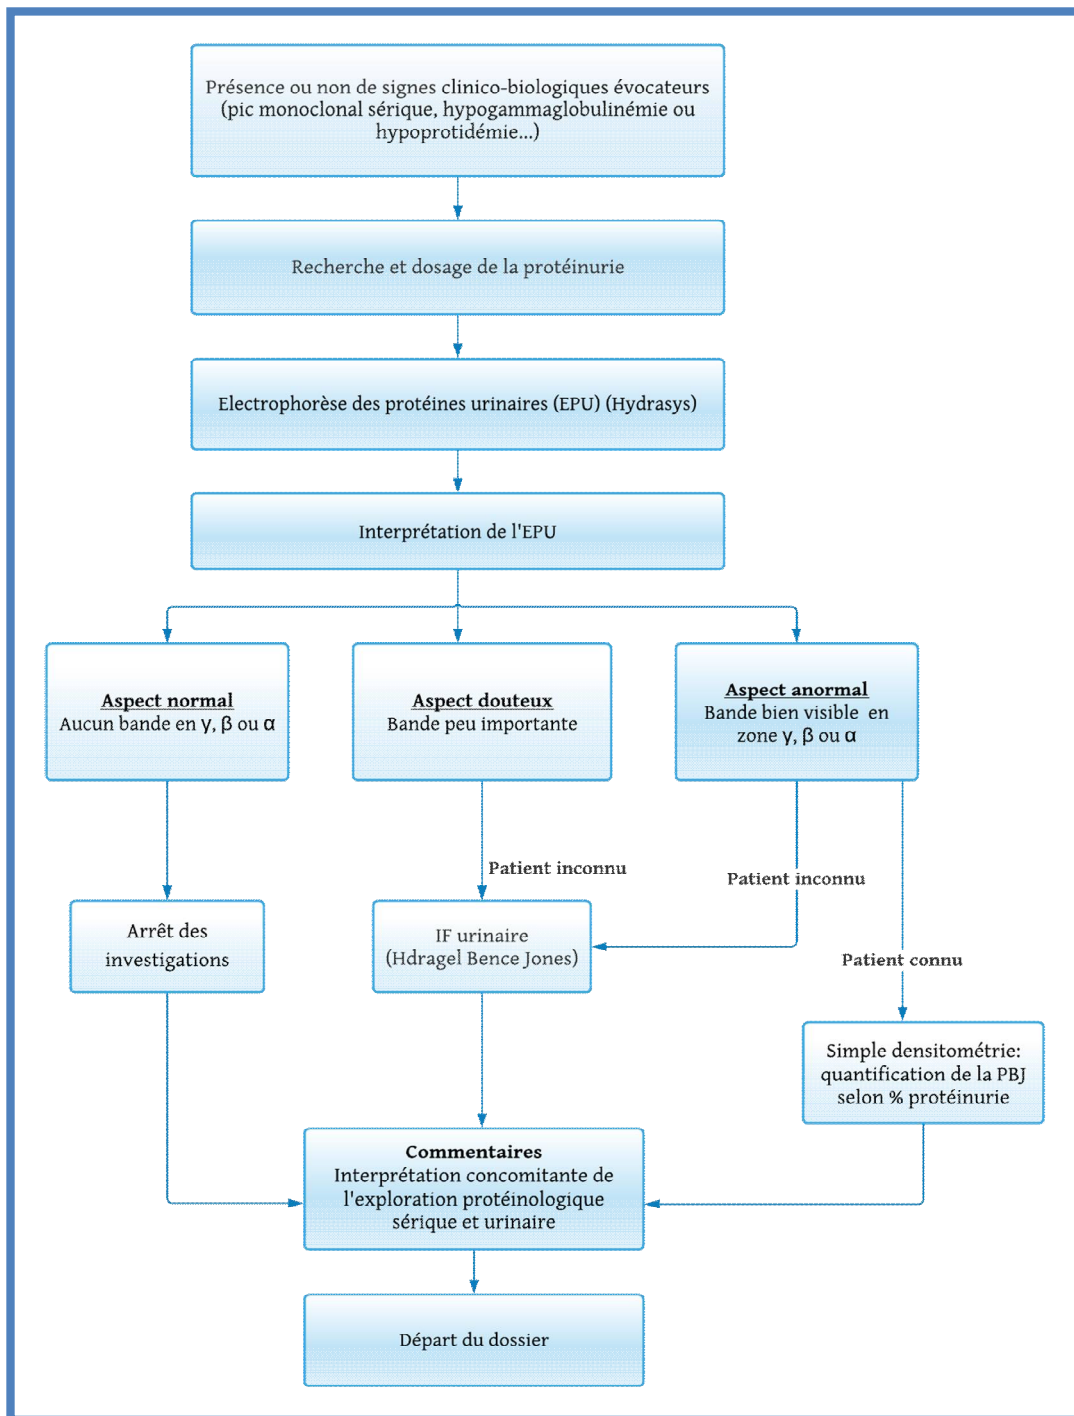 Présence ou non de signes clinico-biologiques évocateurs
(pic monoclonal sérique, hypogammaglobulinémie ou
hypoprotidémie...)
Recherche et dosage de la protéinurie
Electrophorèse des protéines urinaires (EPU) (Hydrasys)
Interprétation de l'EPU
Aspect normal
Aucun bande en γ, β ou α
Aspect douteux
Bande peu importante
Aspect anormal
Bande bien visible en
zone γ, β ou α
Patient inconnu
Patient inconnu
Arrêt des
investigations
IF urinaire
(Hdragel Bence Jones)
Patient connu
Simple densitométrie:
quantification de la PBJ
selon % protéinurie
Commentaires
Interprétation concomitante de
l'exploration protéinologique
sérique et urinaire
Départ du dossier